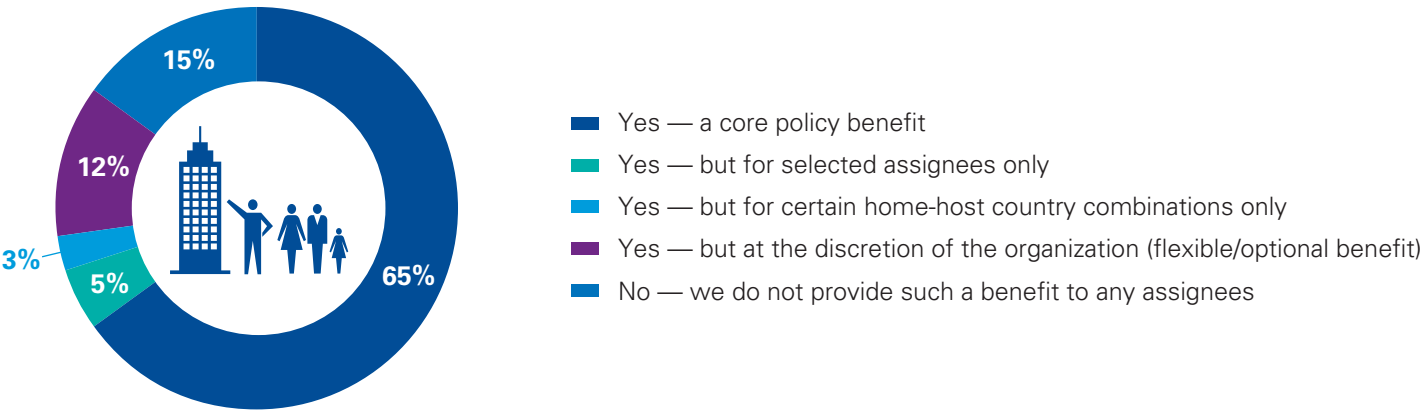 15%
12%
3%
5%
65%
Yes — a core policy benefit
Yes — but for selected assignees only
Yes — but for certain home-host country combinations only
Yes — but at the discretion of the organization (flexible/optional benefit)
No — we do not provide such a benefit to any assignees